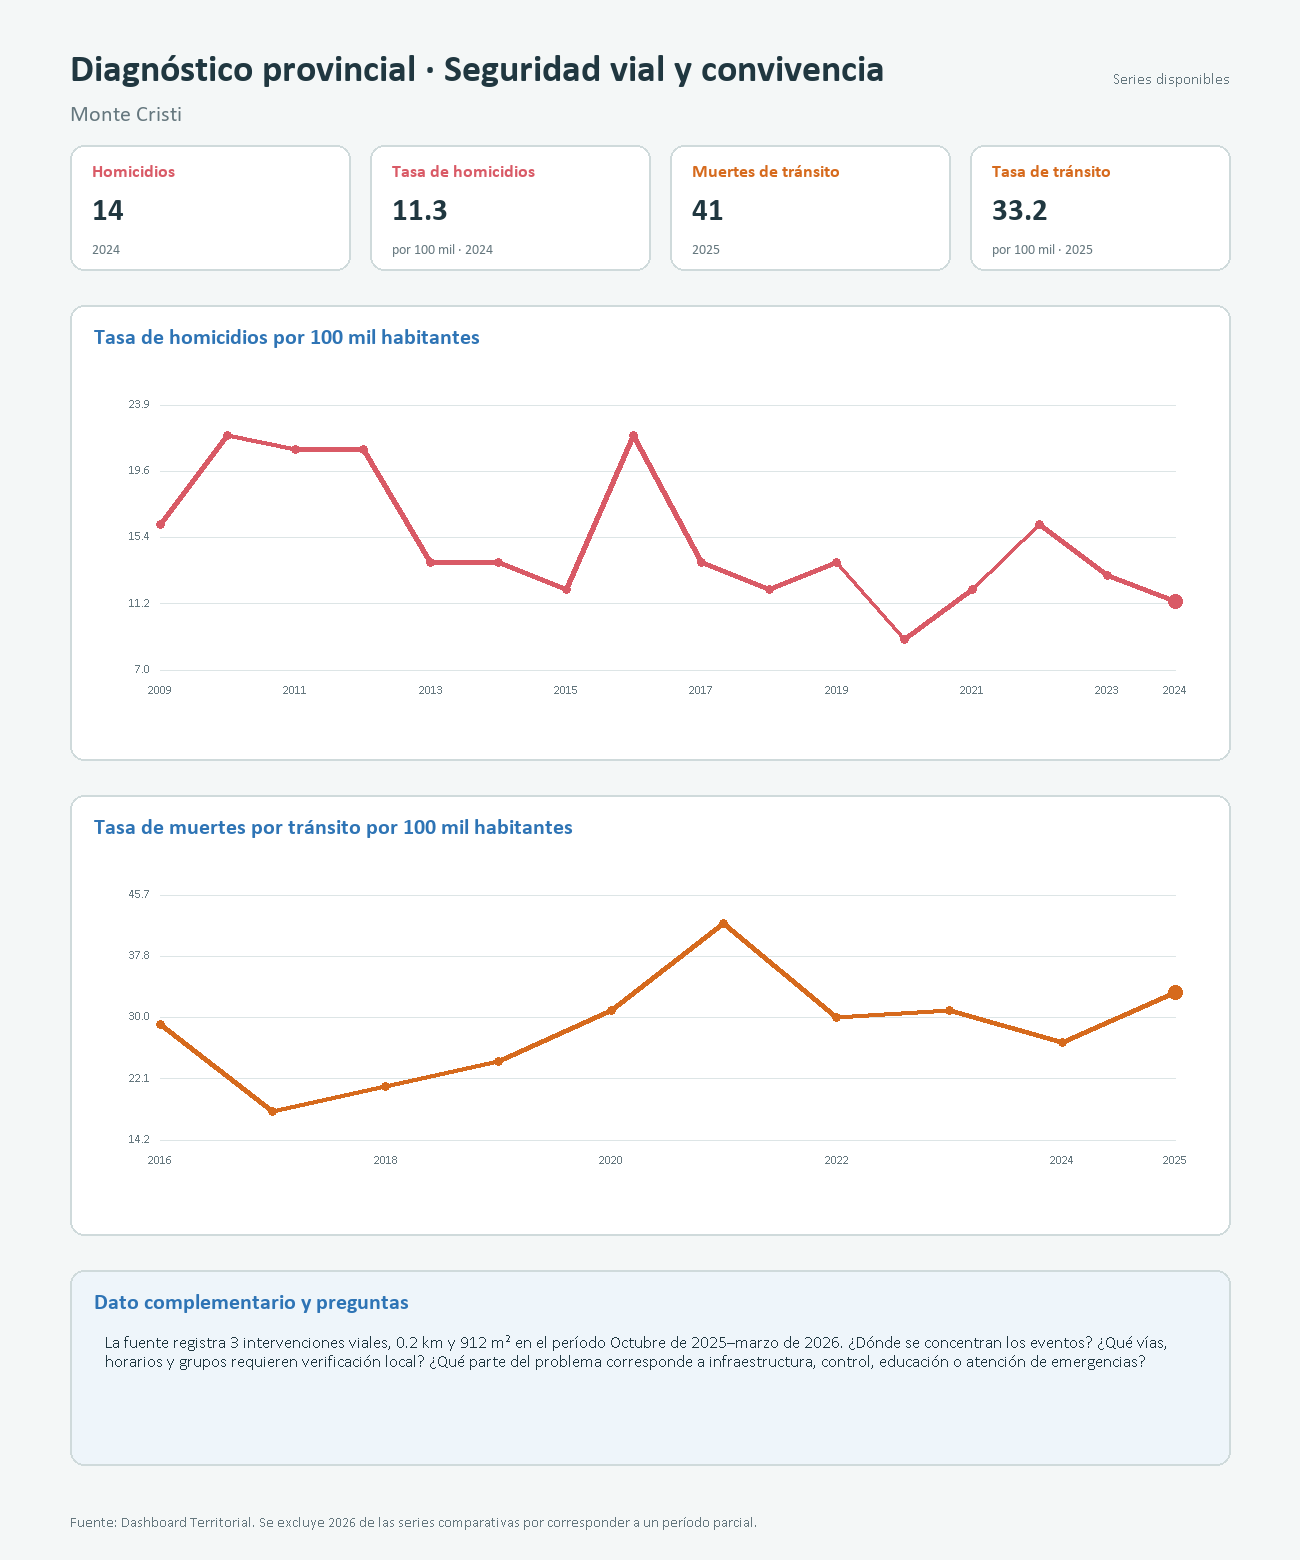 Diagnóstico provincial · Seguridad vial y convivencia
Series disponibles
Monte Cristi
Homicidios
14
2024
Tasa de homicidios
11.3
por 100 mil · 2024
Muertes de tránsito
41
2025
Tasa de tránsito
33.2
por 100 mil · 2025
Tasa de homicidios por 100 mil habitantes
23.9
19.6
15.4
11.2
7.0
2009 2011 2013 2015 2017 2019 2021 2023 2024
Tasa de muertes por tránsito por 100 mil habitantes
45.7
37.8
30.0
22.1
14.2
2016 2018 2020 2022 2024 2025
Dato complementario y preguntas
La fuente registra 3 intervenciones viales, 0.2 km y 912 m² en el período Octubre de 2025–marzo de 2026. ¿Dónde se concentran los eventos? ¿Qué vías,
horarios y grupos requieren verificación local? ¿Qué parte del problema corresponde a infraestructura, control, educación o atención de emergencias?
Fuente: Dashboard Territorial. Se excluye 2026 de las series comparativas por corresponder a un período parcial.